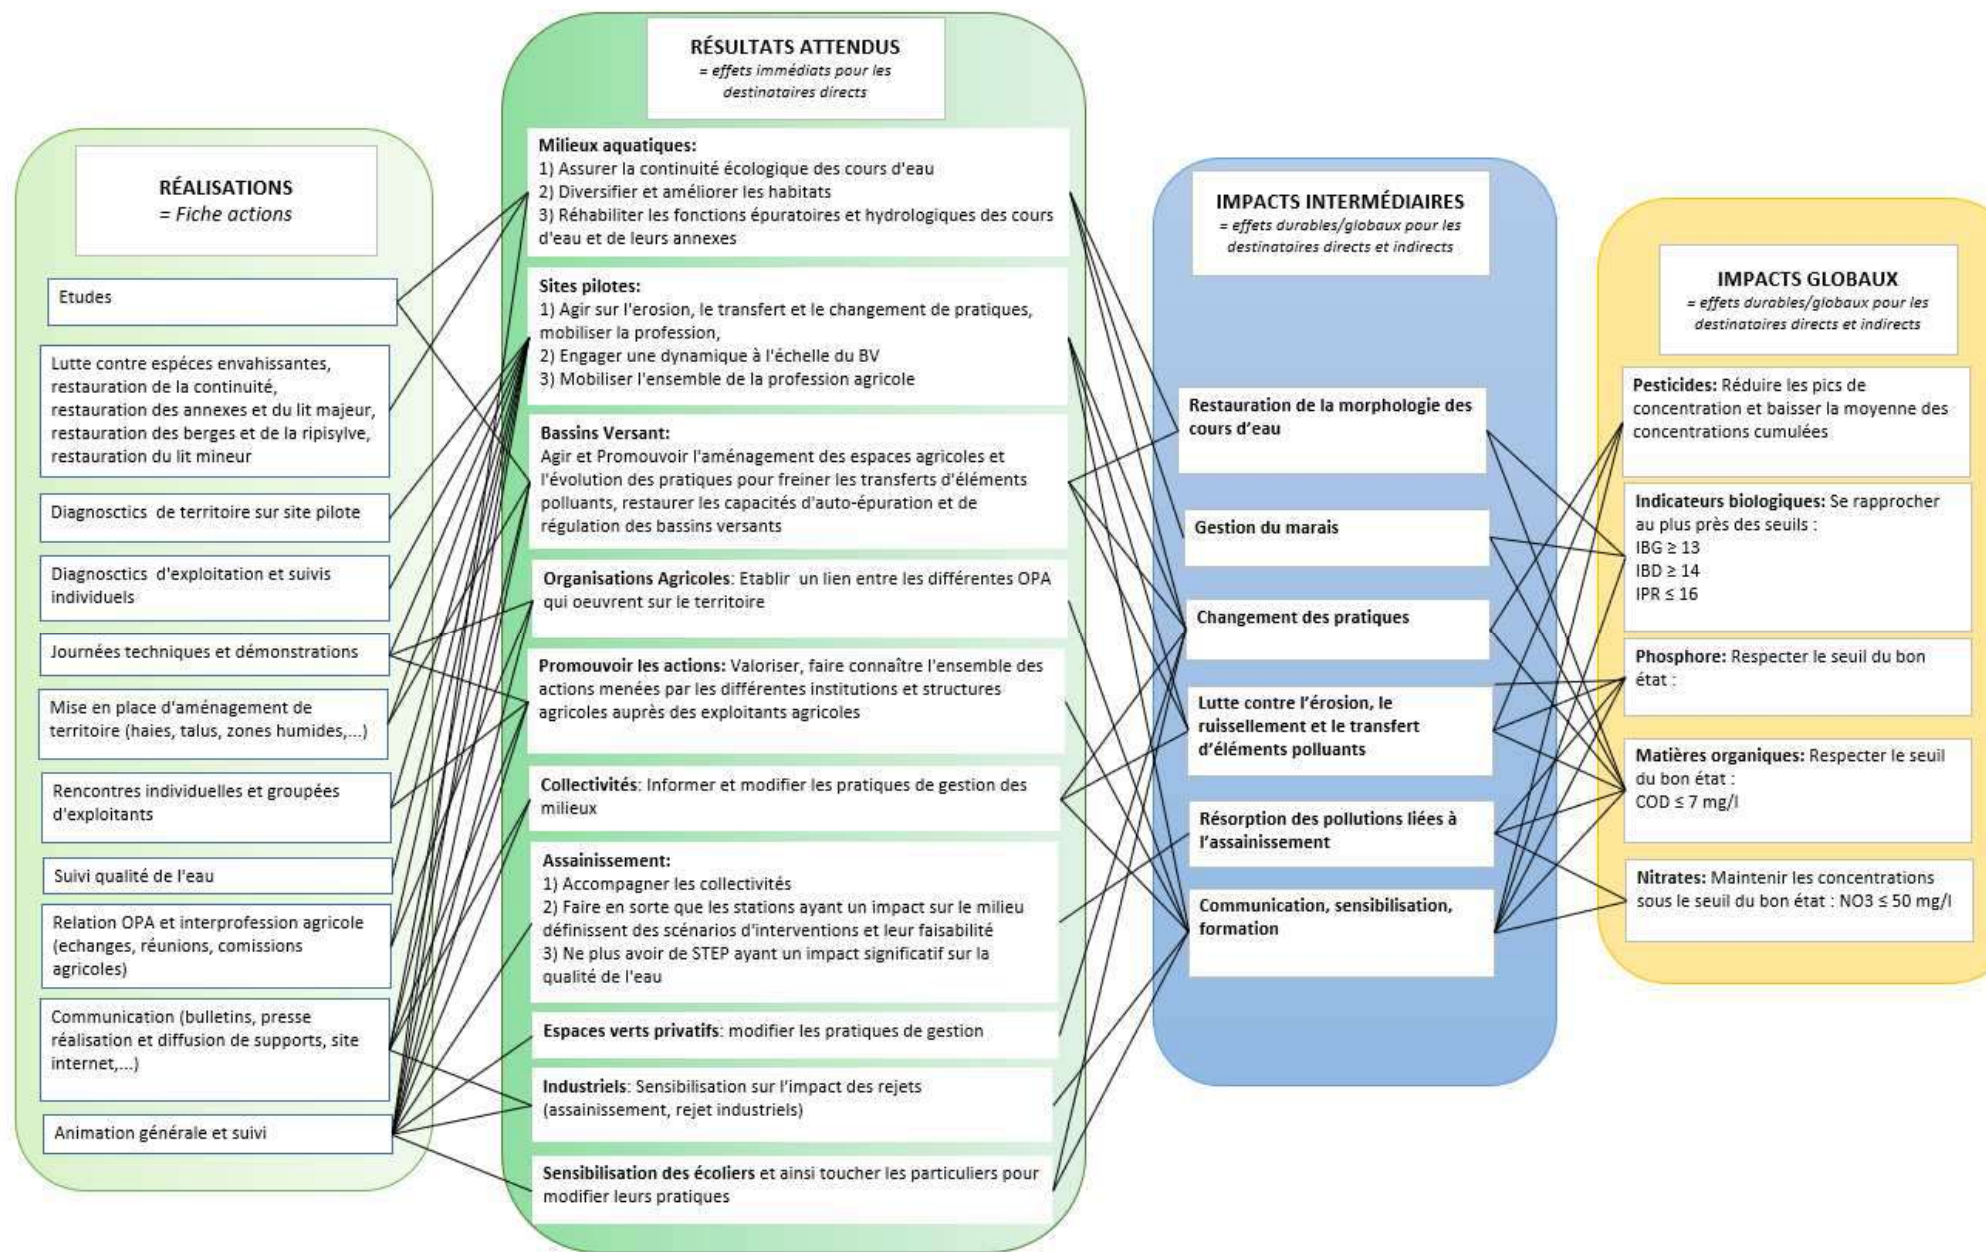 RÉALISATIONS
= Fiche actions
Etudes
Lutte contre espéces envahissantes,
restauration de la continuité,
restauration des annexes et du lit majeur,
restauration des berges et de la ripisylve,
restauration du lit mineur
Diagnosctics de territoire sur site pilote
Diagnosctics d'exploitation et suivis
individuels
Journées techniques et démonstrations
Mise en place d'aménagement de
territoire (haies, talus, zones humides,...)
Rencontres individuelles et groupées
d'exploitants
Suivi qualité de l'eau
Relation OPA et interprofession agricole
(echanges, réunions, comissions
agricoles)
Communication (bulletins, presse
réalisation et diffusion de supports, site
internet,...)
Animation générale et suivi
RÉSULTATS ATTENDUS
= effets immédiats pour les
destinataires directs
Milieux aquatiques:
1) Assurer la continuité écologique des cours d'eau
2) Diversifier et améliorer les habitats
3) Réhabiliter les fonctions épuratoires et hydrologiques des cours
d'eau et de leurs annexes
Sites pilotes:
1) Agir sur l'erosion, le transfert et le changement de pratiques,
mobiliser la profession,
2) Engager une dynamique à l'échelle du BV
3) Mobiliser l'ensemble de la profession agricole
Bassins Versant:
Agir et Promouvoir l'aménagement des espaces agricoles et
l'évolution des pratiques pour freiner les transferts d'éléments
polluants, restaurer les capacités d'auto-épuration et de
régulation des bassins versants
Organisations Agricoles: Etablir un lien entre les différentes OPA
qui oeuvrent sur le territoire
Promouvoir les actions: Valoriser, faire connaître l'ensemble des
actions menées par les différentes institutions et structures
agricoles auprès des exploitants agricoles
Collectivités: Informer et modifier les pratiques de gestion des
milieux
Assainissement:
1) Accompagner les collectivités
2) Faire en sorte que les stations ayant un impact sur le milieu
définissent des scénarios d'interventions et leur faisabilité
3) Ne plus avoir de STEP ayant un impact significatif sur la
qualité de l'eau
Espaces verts privatifs: modifier les pratiques de gestion
Industriels: Sensibilisation sur l'impact des rejets
(assainissement, rejet industriels)
Sensibilisation des écoliers et ainsi toucher les particuliers pour
modifier leurs pratiques
IMPACTS INTERMÉDIAIRES
= effets durables/globaux pour les
destinataires directs et indirects
Restauration de la morphologie des
cours d'eau
Gestion du marais
Changement des pratiques
Lutte contre l'érosion, le
ruissellement et le transfert
d'éléments polluants
Résorption des pollutions liées à
l'assainissement
Communication, sensibilisation,
formation
IMPACTS GLOBAUX
= effets durables/globaux pour les
destinataires directs et indirects
Pesticides: Réduire les pics de
concentration et baisser la moyenne des
concentrations cumulées
Indicateurs biologiques: Se rapprocher
au plus près des seuils :
IBG ≥ 13
IBD ≥ 14
IPR ≤ 16
Phosphore: Respecter le seuil du bon
état :
Matières organiques: Respecter le seuil
du bon état :
COD ≤ 7 mg/l
Nitrates: Maintenir les concentrations
sous le seuil du bon état : NO3 ≤ 50 mg/l